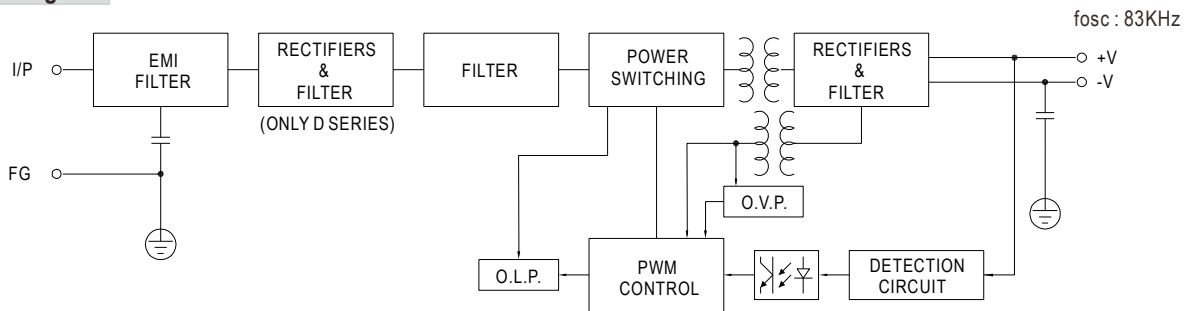 fosc : 83KHz
I/P
EMI
FILTER
RECTIFIERS
&
FILTER
(ONLY D SERIES)
FILTER
POWER
SWITCHING
RECTIFIERS
&
FILTER
+V
-V
FG
O.V.P.
O.L.P.
PWM
CONTROL
DETECTION
CIRCUIT